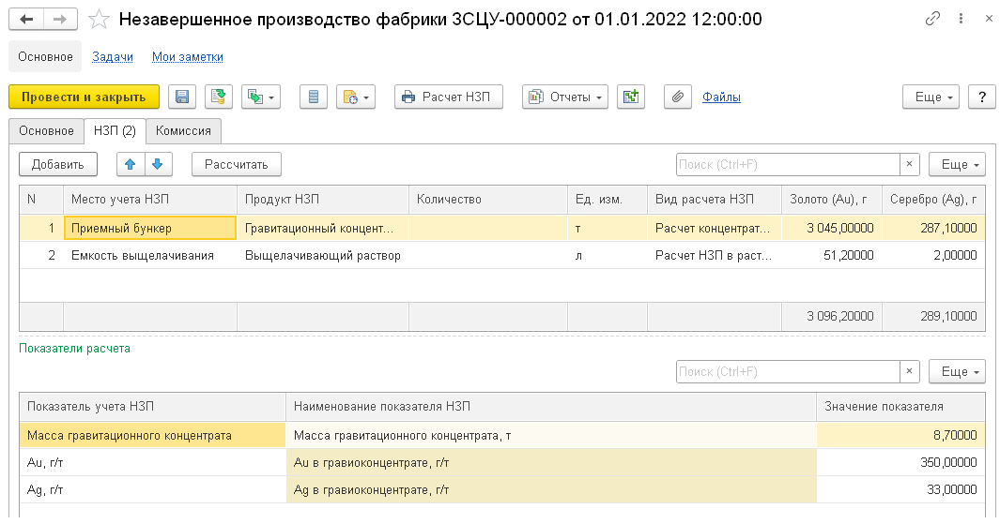 Незавершенное производство фабрики ЗСЦУ-000002 от 01.01.2022 12:00:00
Основное Задачи Мои заметки
Провести и закрыть Расчет НЗП Отчеты Файлы Еще ?
Основное НЗП (2) Комиссия
Добавить Рассчитать Поиск (Ctrl+F) × Еще
N Место учета НЗП Продукт НЗП Количество Ед. изм. Вид расчета НЗП Золото (Au), г Серебро (Ag), г
1 Приемный бункер Гравитационный концент... т Расчет концентрат... 3 045,00000 287,10000
2 Емкость выщелачивания Выщелачивающий раствор л Расчет НЗП в раст... 51,20000 2,00000
3 096,20000 289,10000
Показатели расчета
Поиск (Ctrl+F) × Еще
Показатель учета НЗП Наименование показателя НЗП Значение показателя
Масса гравитационного концентрата Масса гравитационного концентрата, т 8,70000
Au, г/т Au в гравиоконцентрате, г/т 350,00000
Ag, г/т Ag в гравиоконцентрате, г/т 33,00000